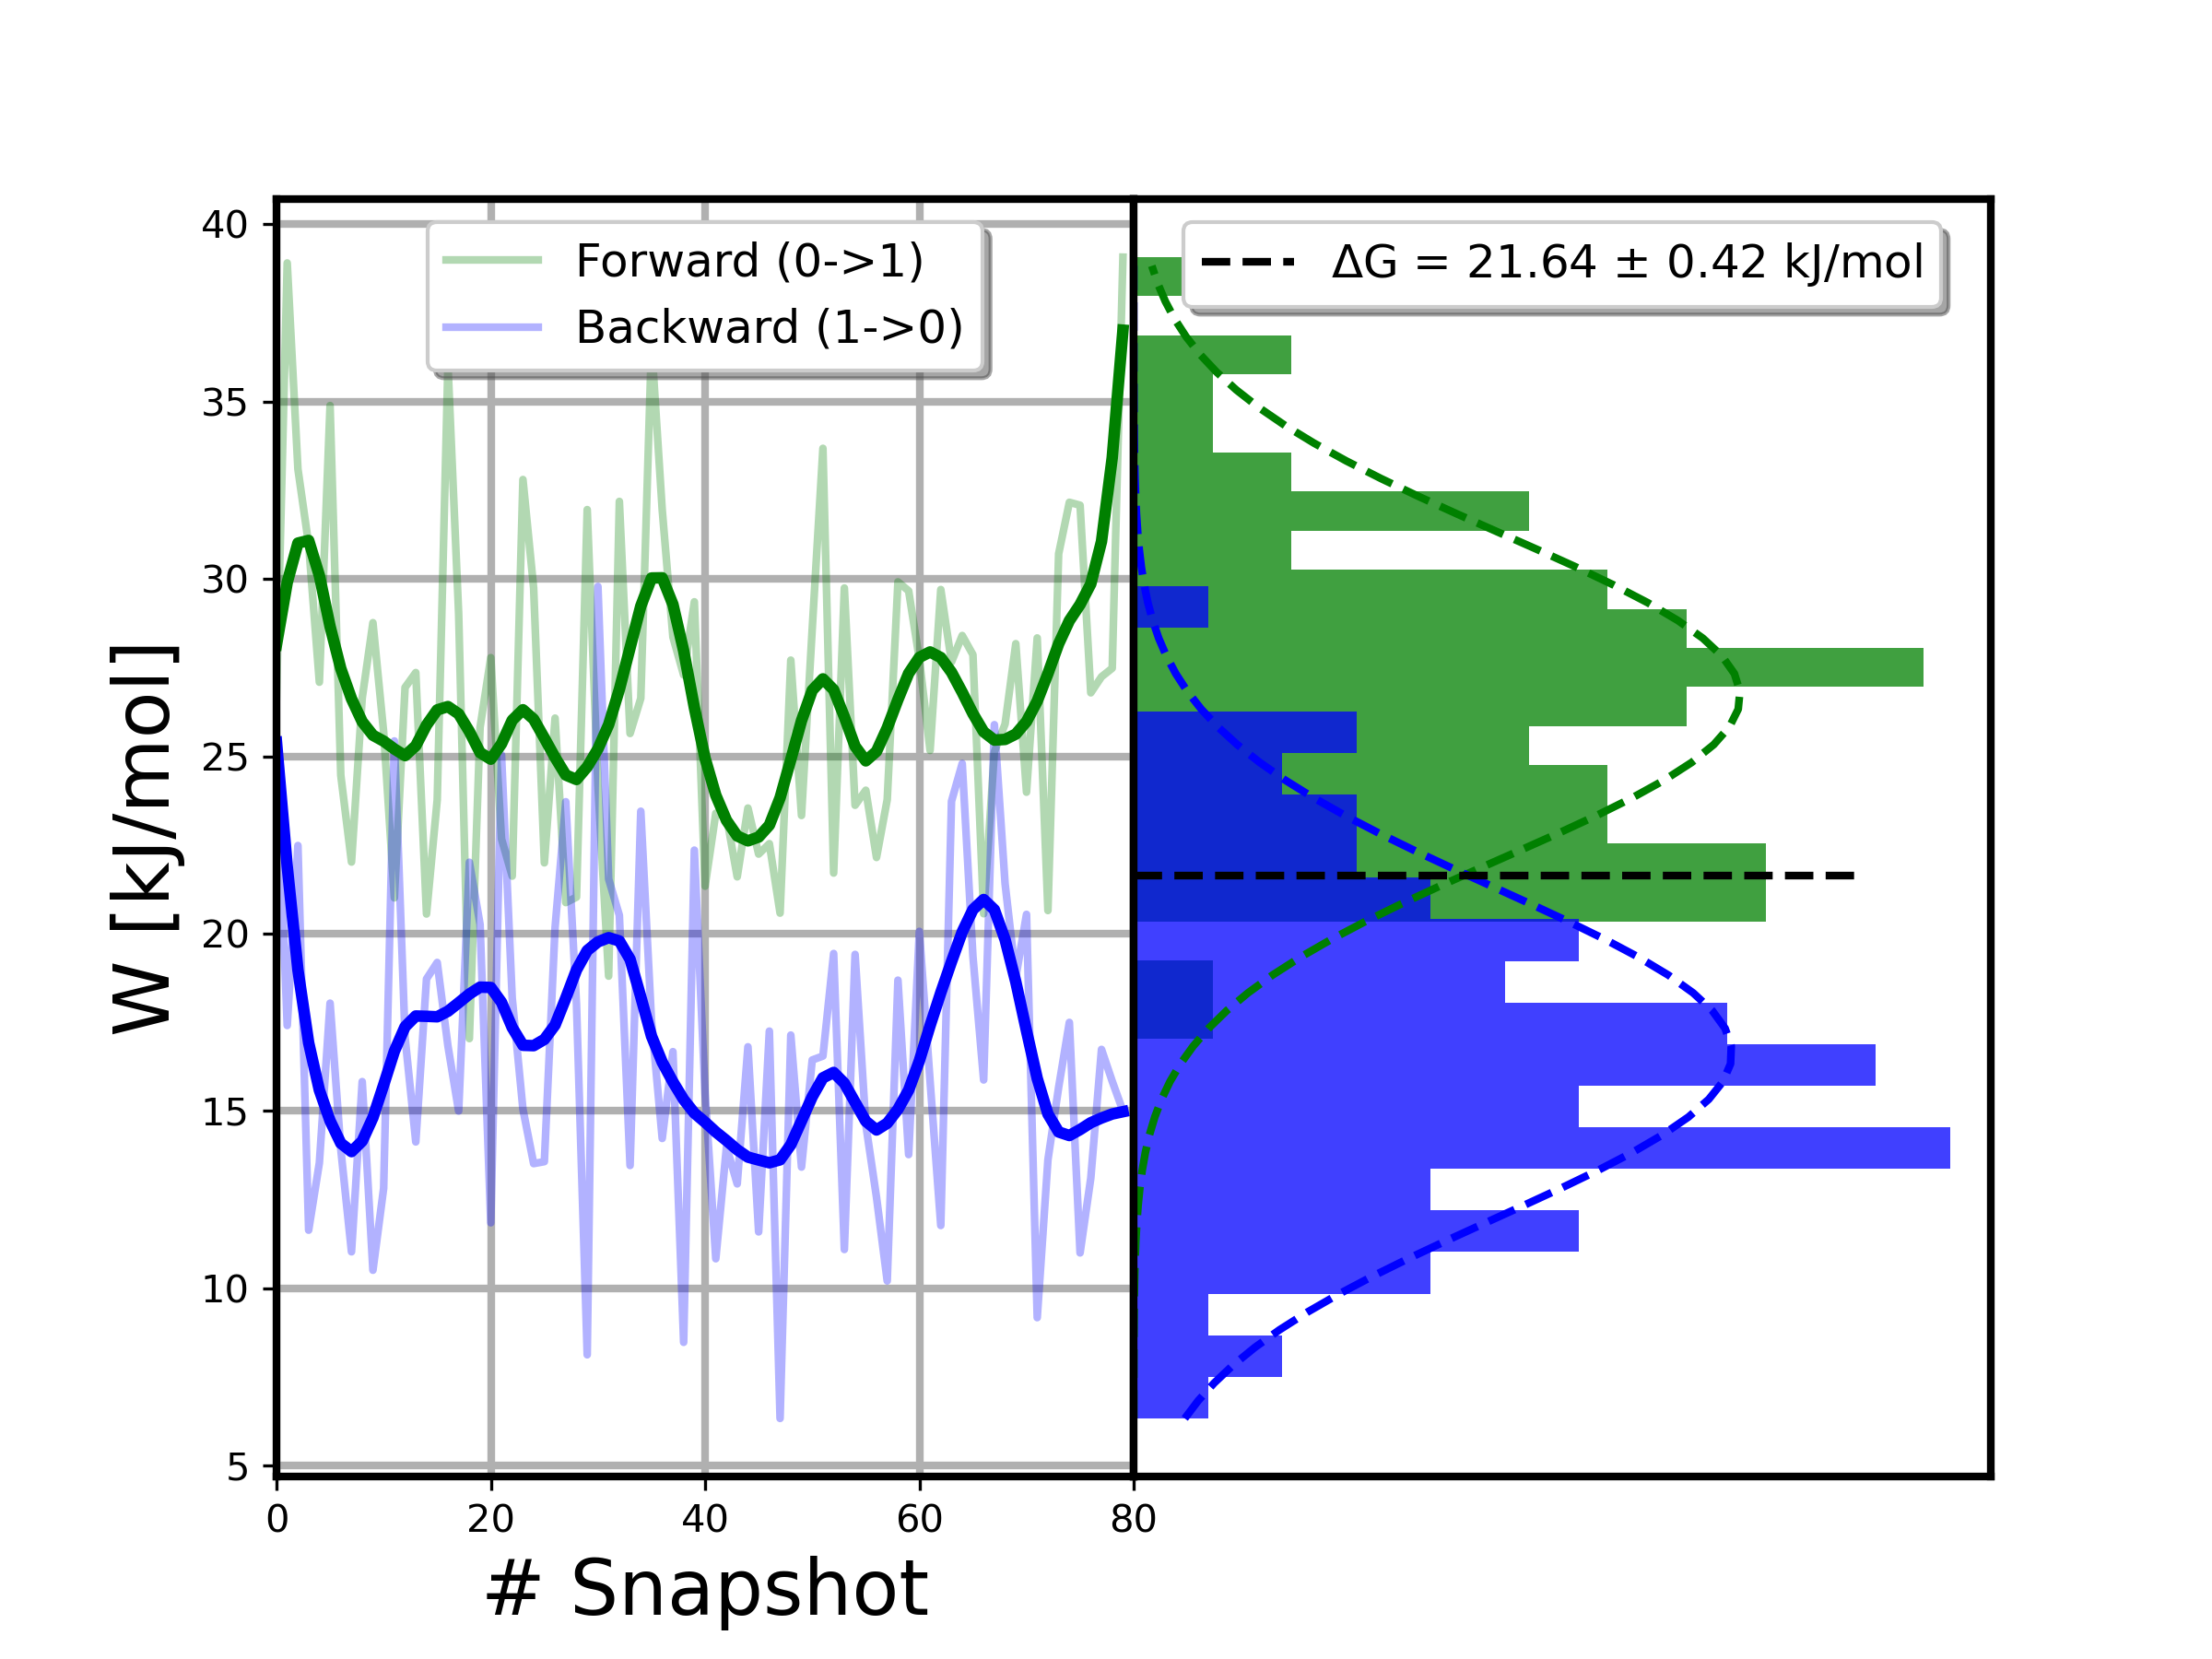 Forward (0->1)
Backward (1->0)
ΔG = 21.64 ± 0.42 kJ/mol
W [kJ/mol]
40
35
30
25
20
15
10
5
0 20 40 60 80
# Snapshot